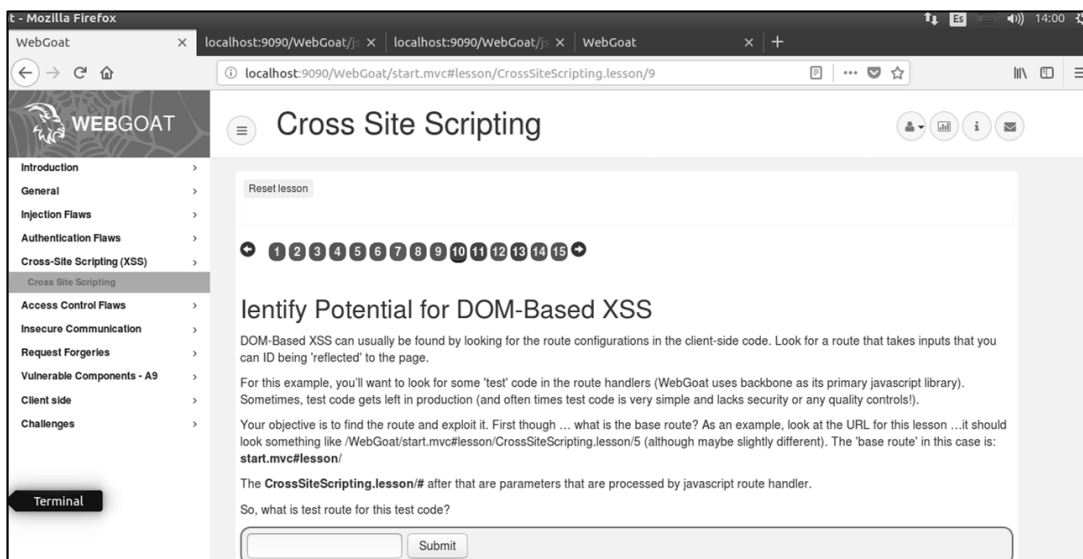 t - Mozilla Firefox
Es
14:00
WebGoat
localhost:9090/WebGoat/js
localhost:9090/WebGoat/js
WebGoat
localhost:9090/WebGoat/start.mvc#lesson/CrossSiteScripting.lesson/9
WEBGOAT
Cross Site Scripting
Introduction
General
Injection Flaws
Authentication Flaws
Cross-Site Scripting (XSS)
Cross Site Scripting
Access Control Flaws
Insecure Communication
Request Forgeries
Vulnerable Components - A9
Client side
Challenges
Terminal
Reset lesson
1 2 3 4 5 6 7 8 9 10 11 12 13 14 15
Ientify Potential for DOM-Based XSS
DOM-Based XSS can usually be found by looking for the route configurations in the client-side code. Look for a route that takes inputs that you
can ID being 'reflected' to the page.
For this example, you'll want to look for some 'test' code in the route handlers (WebGoat uses backbone as its primary javascript library).
Sometimes, test code gets left in production (and often times test code is very simple and lacks security or any quality controls!).
Your objective is to find the route and exploit it. First though … what is the base route? As an example, look at the URL for this lesson …it should
look something like /WebGoat/start.mvc#lesson/CrossSiteScripting.lesson/5 (although maybe slightly different). The 'base route' in this case is:
start.mvc#lesson/
The CrossSiteScripting.lesson/# after that are parameters that are processed by javascript route handler.
So, what is test route for this test code?
Submit